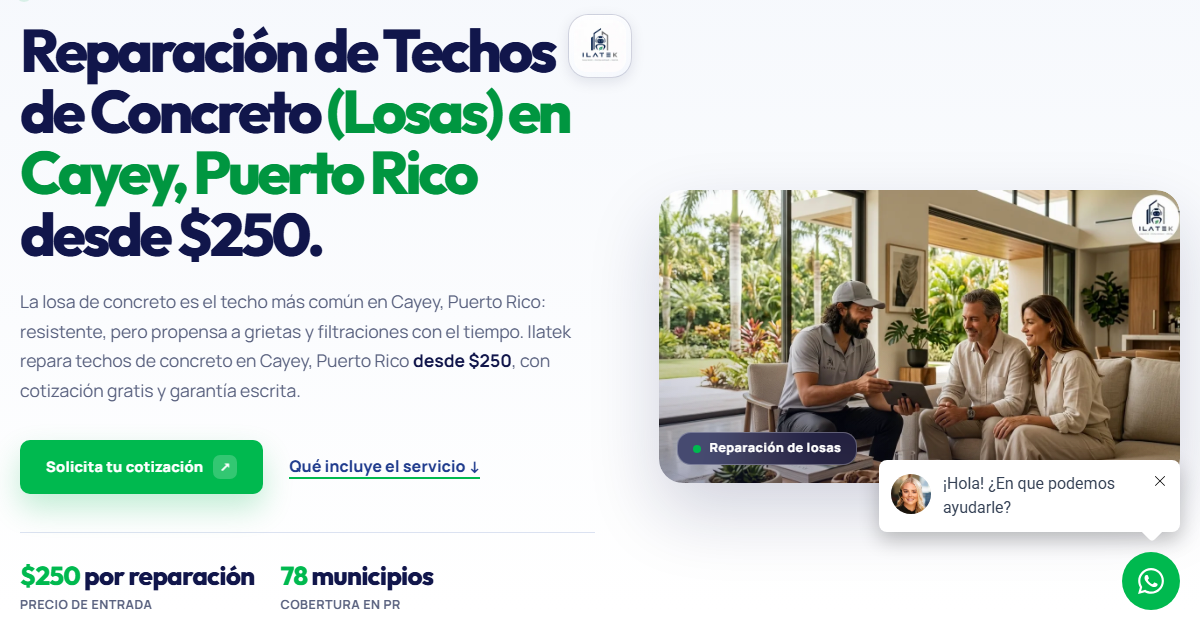 Reparación de Techos
de Concreto (Losas) en
Cayey, Puerto Rico
desde $250.
ILATEK
La losa de concreto es el techo más común en Cayey, Puerto Rico:
resistente, pero propensa a grietas y filtraciones con el tiempo. Ilatek
repara techos de concreto en Cayey, Puerto Rico desde $250, con
cotización gratis y garantía escrita.
Solicita tu cotización ↗
Qué incluye el servicio ↓
$250 por reparación
PRECIO DE ENTRADA
78 municipios
COBERTURA EN PR
ILATEK
Reparación de losas
¡Hola! ¿En que podemos
ayudarle?